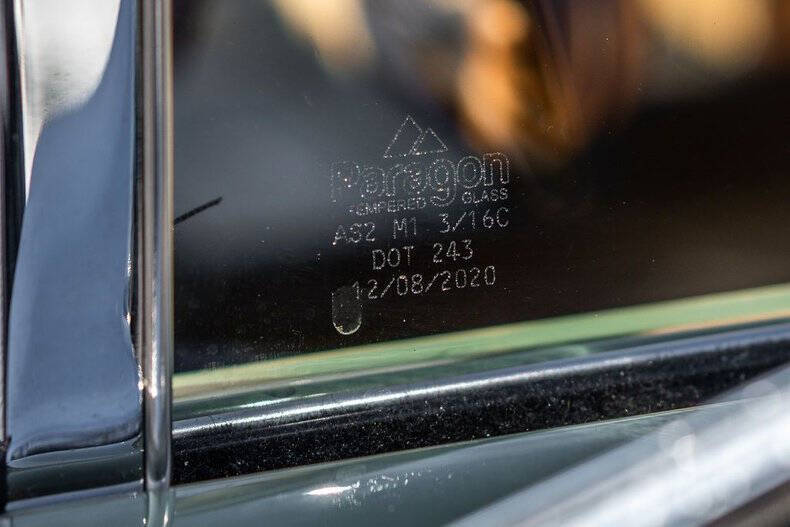 Paragon
TEMPERED GLASS
AS2 M1 3/16C
DOT 243
12/08/2020